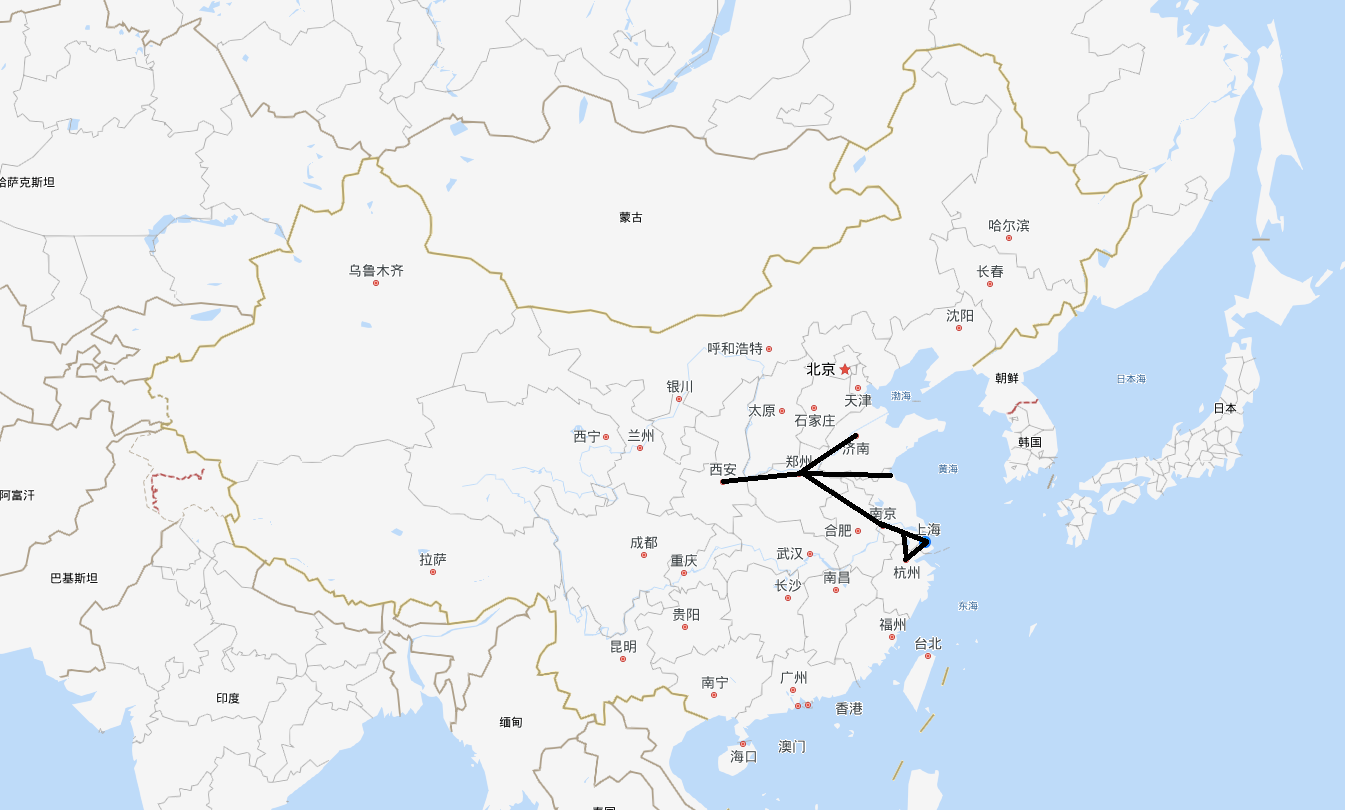 哈萨克斯坦
蒙古
哈尔滨
长春
乌鲁木齐
沈阳
呼和浩特
北京
朝鲜
日本海
银川
天津
渤海
太原
石家庄
日本
西宁
兰州
韩国
济南
郑州
西安
黄海
阿富汗
南京
合肥
上海
成都
武汉
拉萨
重庆
杭州
巴基斯坦
南昌
长沙
东海
贵阳
福州
台北
昆明
广州
南宁
印度
香港
缅甸
澳门
海口